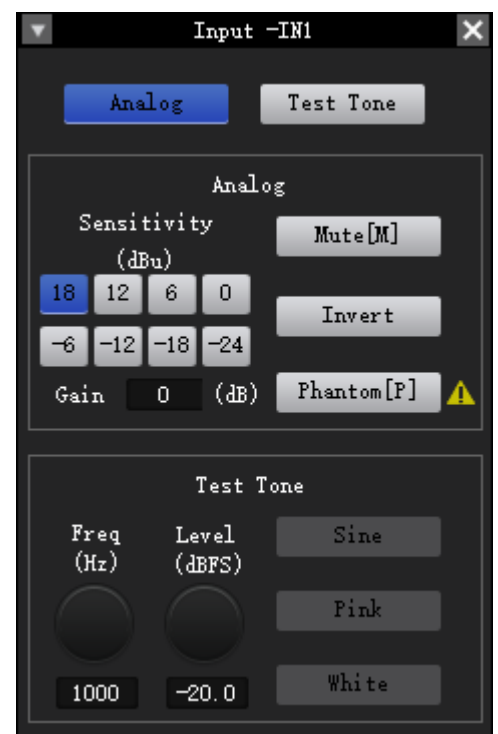 Input -IN1
Analog Test Tone
Analog
Sensitivity
(dBu)
Mute[M]
18 12 6 0
Invert
-6 -12 -18 -24
Gain 0 (dB) Phantom[P]
Test Tone
Freq Level Sine
(Hz) (dBFS)
Pink
1000 -20.0 White